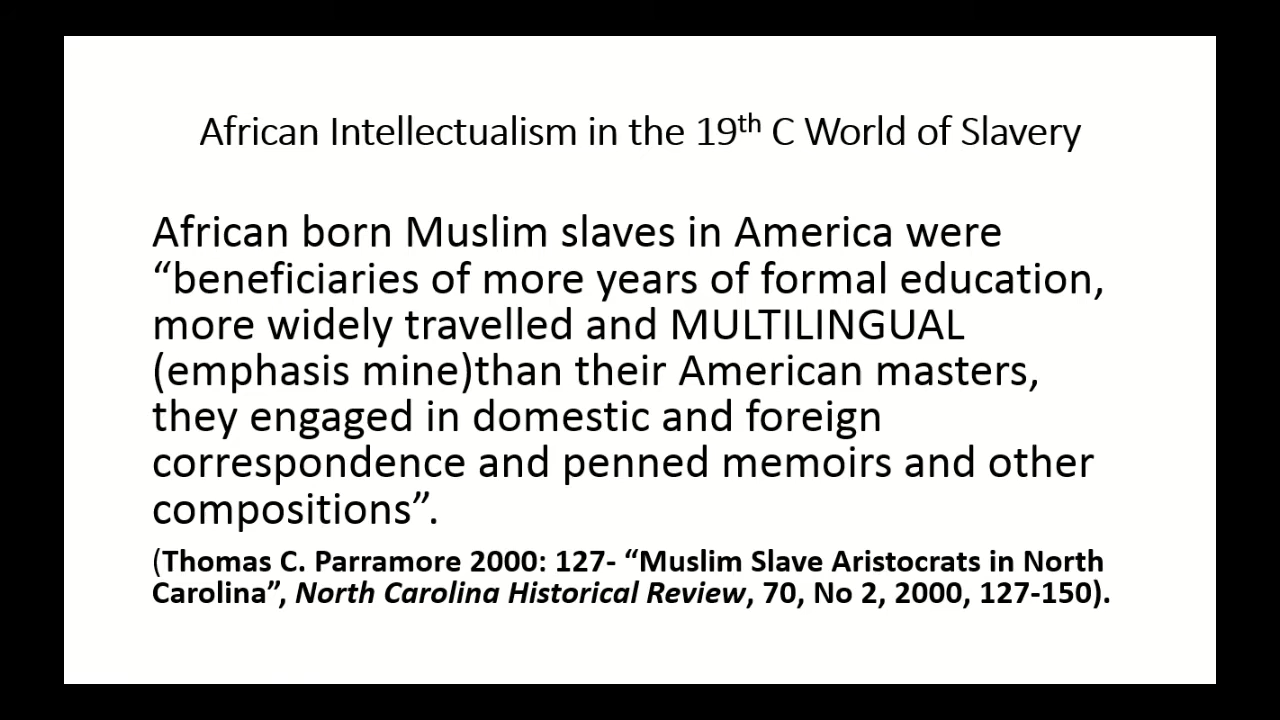 African Intellectualism in the 19th C World of Slavery
African born Muslim slaves in America were
“beneficiaries of more years of formal education,
more widely travelled and MULTILINGUAL
(emphasis mine)than their American masters,
they engaged in domestic and foreign
correspondence and penned memoirs and other
compositions”.
(Thomas C. Parramore 2000: 127- “Muslim Slave Aristocrats in North
Carolina”, North Carolina Historical Review, 70, No 2, 2000, 127-150).